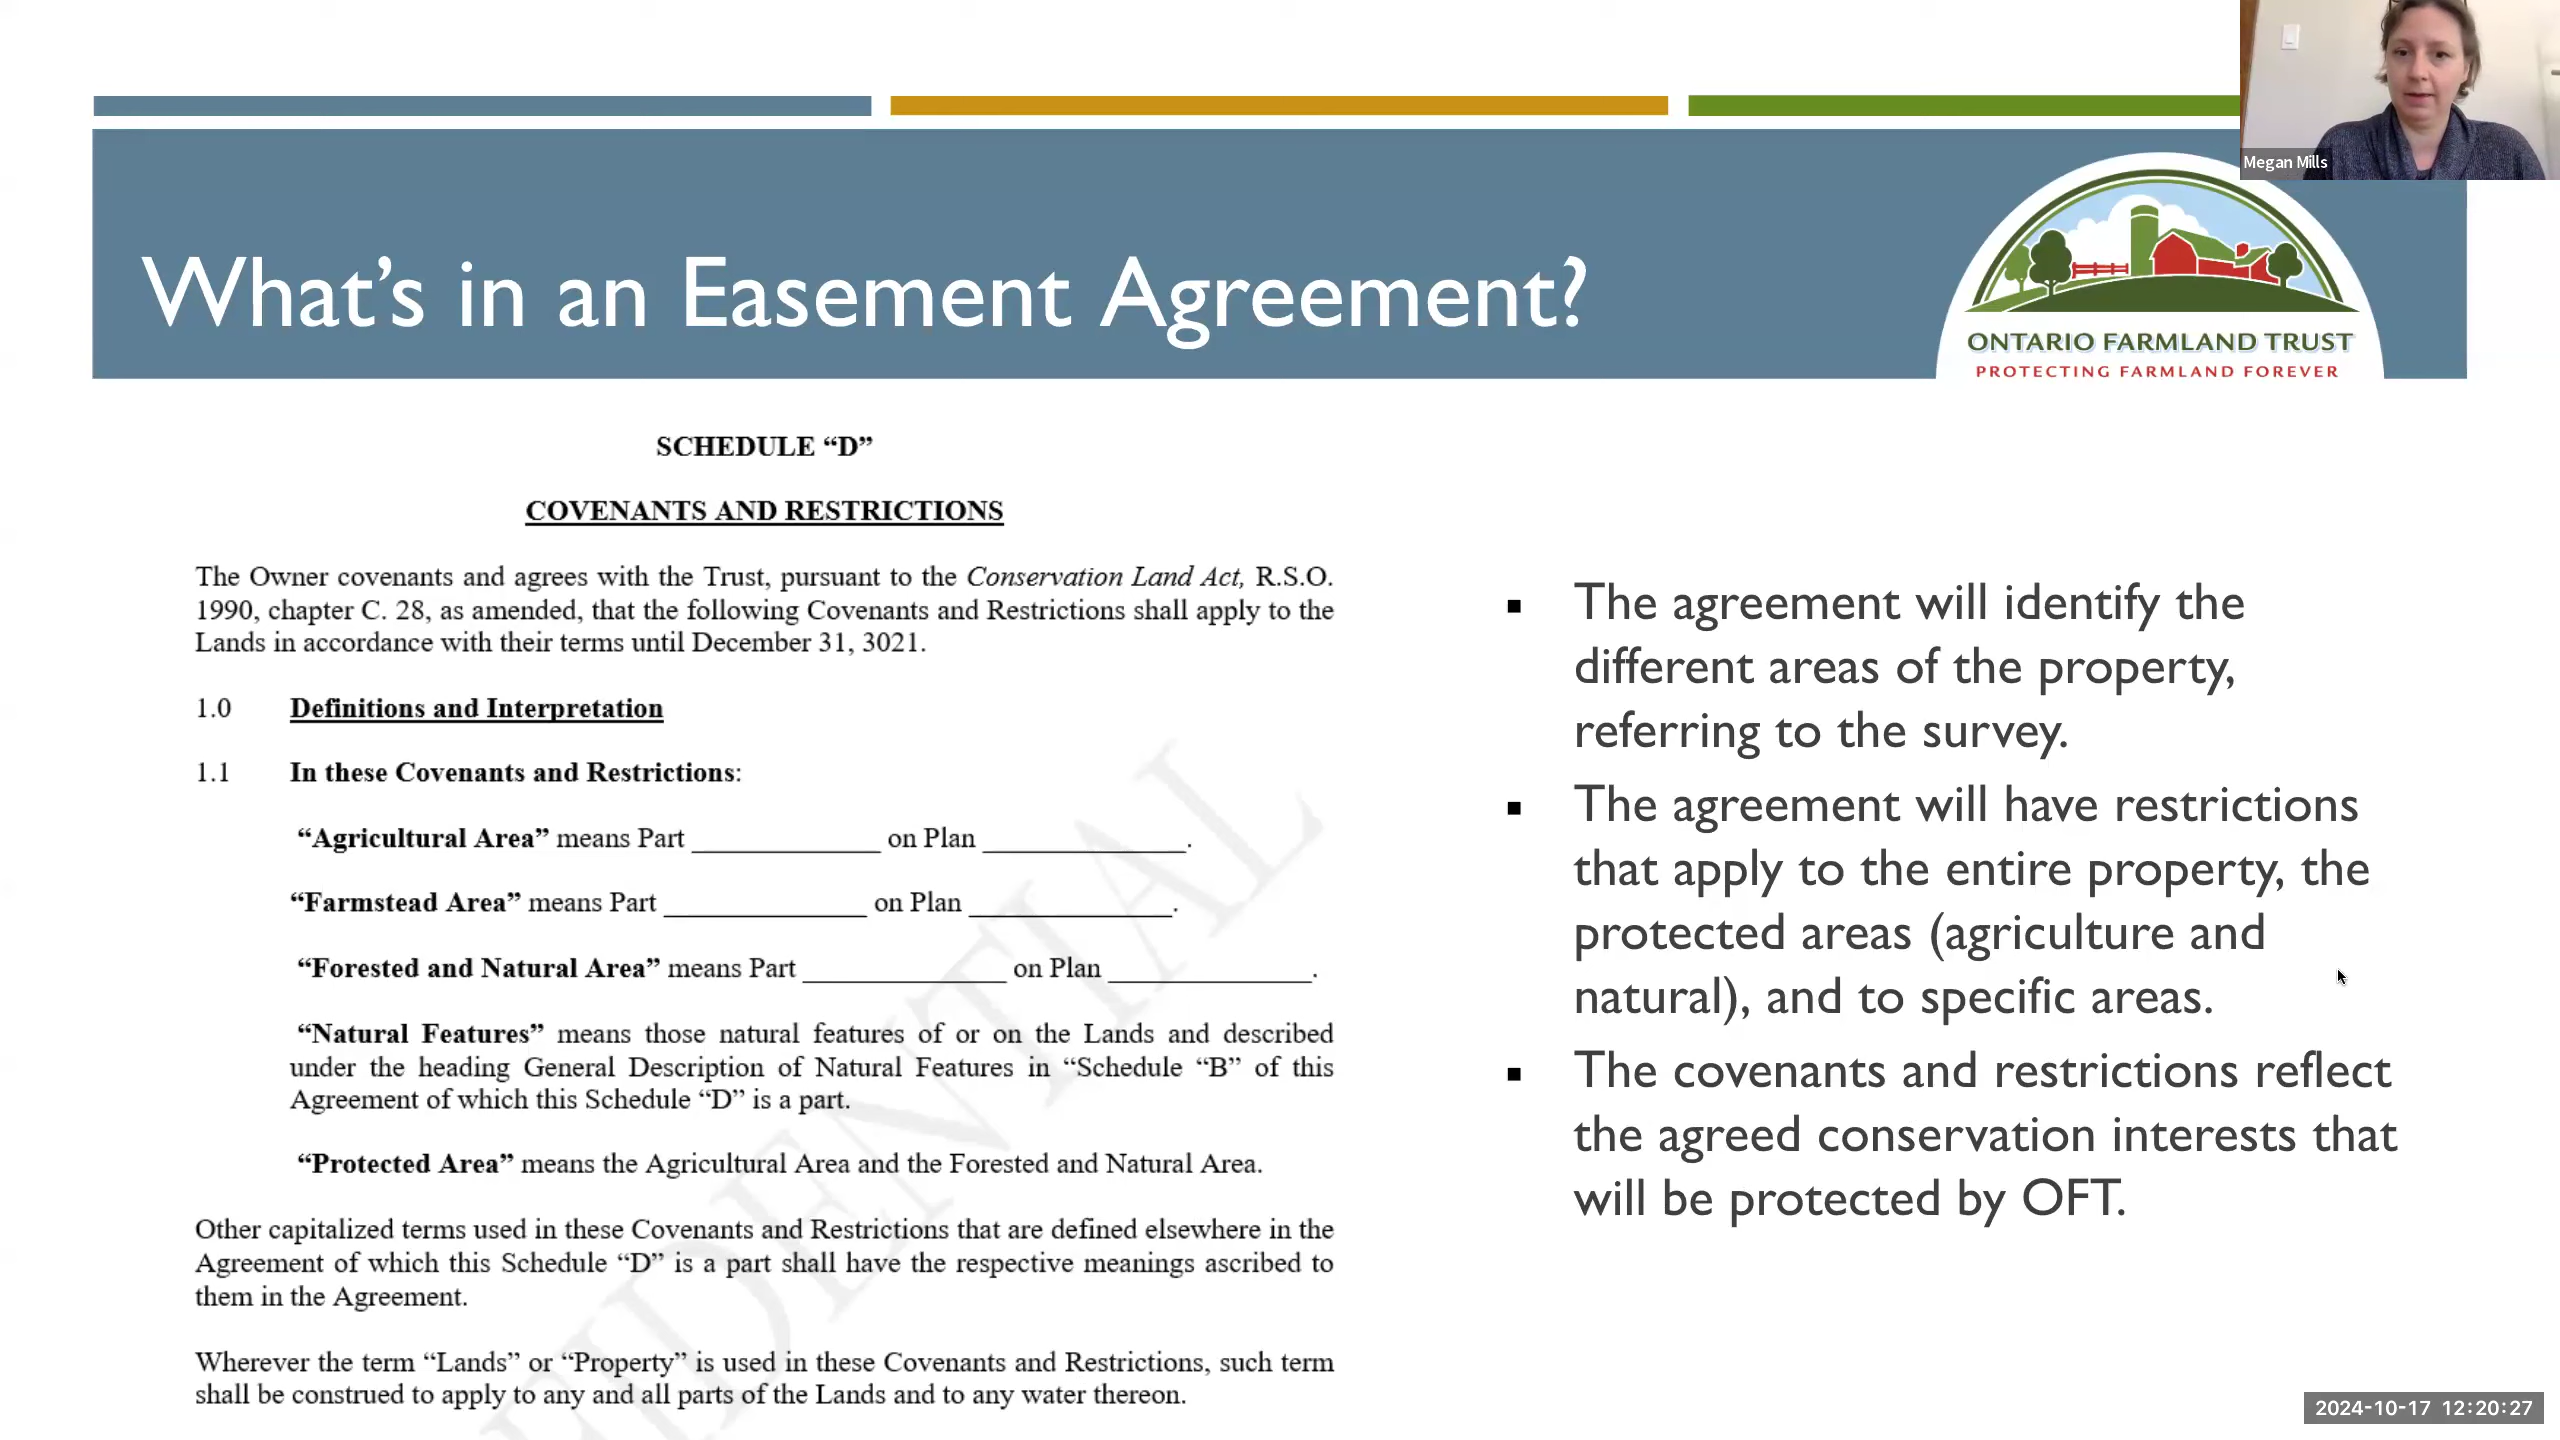 Megan Mills
What’s in an Easement Agreement?
ONTARIO FARMLAND TRUST
PROTECTING FARMLAND FOREVER
SCHEDULE “D”
COVENANTS AND RESTRICTIONS
The Owner covenants and agrees with the Trust, pursuant to the Conservation Land Act, R.S.O.
1990, chapter C. 28, as amended, that the following Covenants and Restrictions shall apply to the
Lands in accordance with their terms until December 31, 3021.
1.0 Definitions and Interpretation
1.1 In these Covenants and Restrictions:
“Agricultural Area” means Part ______________ on Plan _______________.
“Farmstead Area” means Part _______________ on Plan _______________.
“Forested and Natural Area” means Part _______________ on Plan _______________.
“Natural Features” means those natural features of or on the Lands and described
under the heading General Description of Natural Features in “Schedule “B” of this
Agreement of which this Schedule “D” is a part.
“Protected Area” means the Agricultural Area and the Forested and Natural Area.
Other capitalized terms used in these Covenants and Restrictions that are defined elsewhere in the
Agreement of which this Schedule “D” is a part shall have the respective meanings ascribed to
them in the Agreement.
Wherever the term “Lands” or “Property” is used in these Covenants and Restrictions, such term
shall be construed to apply to any and all parts of the Lands and to any water thereon.
FIDENTIAL
▪ The agreement will identify the
different areas of the property,
referring to the survey.
▪ The agreement will have restrictions
that apply to the entire property, the
protected areas (agriculture and
natural), and to specific areas.
▪ The covenants and restrictions reflect
the agreed conservation interests that
will be protected by OFT.
2024-10-17 12:20:27